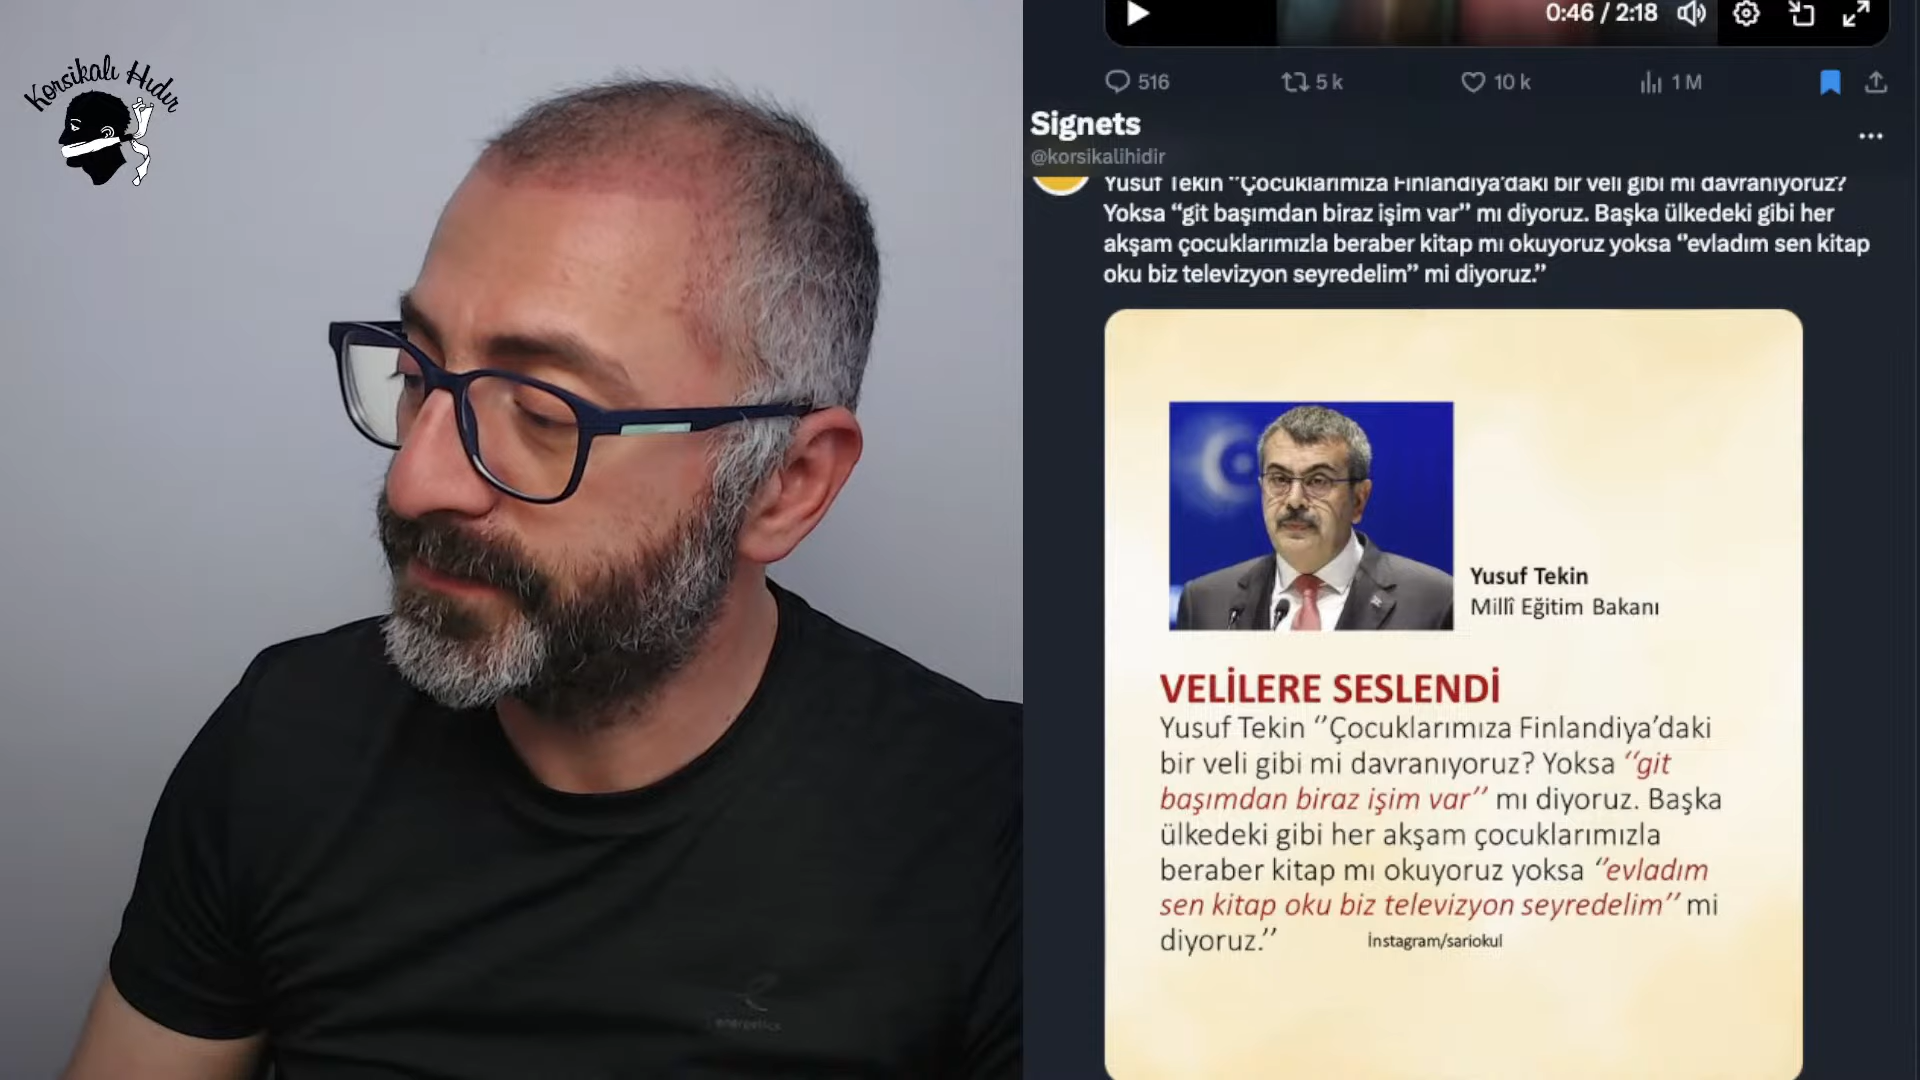 Korsikalı Hıdır
0:46 / 2:18
516
5 k
10 k
1 M
Signets
@korsikalihidir
Yusuf Tekin ‘‘Çocuklarımıza Finlandiya’daki bir veli gibi mi davranıyoruz?
Yoksa “git başımdan biraz işim var” mı diyoruz. Başka ülkedeki gibi her
akşam çocuklarımızla beraber kitap mı okuyoruz yoksa ‘‘evladım sen kitap
oku biz televizyon seyredelim’’ mi diyoruz.’’
Yusuf Tekin
Millî Eğitim Bakanı
VELİLERE SESLENDİ
Yusuf Tekin ‘‘Çocuklarımıza Finlandiya’daki
bir veli gibi mi davranıyoruz? Yoksa ‘‘git
başımdan biraz işim var’’ mı diyoruz. Başka
ülkedeki gibi her akşam çocuklarımızla
beraber kitap mı okuyoruz yoksa ‘‘evladım
sen kitap oku biz televizyon seyredelim’’ mi
diyoruz.’’
İnstagram/sariokul
energetics